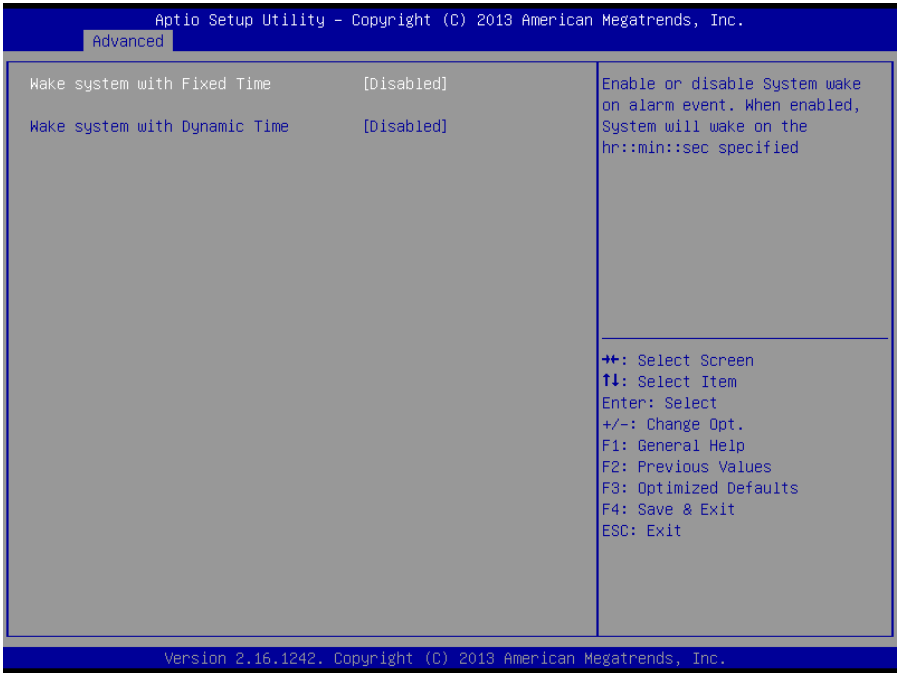 Aptio Setup Utility – Copyright (C) 2013 American Megatrends, Inc.
Advanced
Wake system with Fixed Time [Disabled]
Wake system with Dynamic Time [Disabled]
Enable or disable System wake
on alarm event. When enabled,
System will wake on the
hr::min::sec specified
→←: Select Screen
↑↓: Select Item
Enter: Select
+/-: Change Opt.
F1: General Help
F2: Previous Values
F3: Optimized Defaults
F4: Save & Exit
ESC: Exit
Version 2.16.1242. Copyright (C) 2013 American Megatrends, Inc.